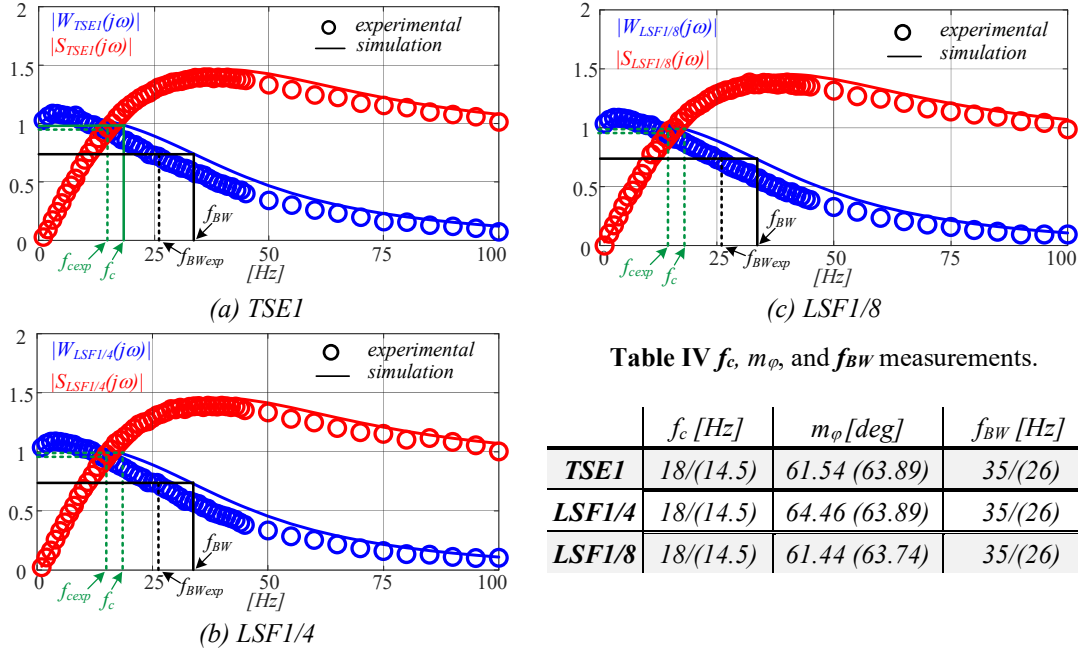 |W_TSE1(jω)|
|S_TSE1(jω)|
experimental
simulation
2
1.5
1
0.5
0
0 25 50 75 100
f_cexp
f_c
f_BWexp
f_BW
[Hz]
(a) TSE1
|W_LSF1/4(jω)|
|S_LSF1/4(jω)|
experimental
simulation
2
1.5
1
0.5
0
0 25 50 75 100
f_cexp
f_c
f_BWexp
f_BW
[Hz]
(b) LSF1/4
|W_LSF1/8(jω)|
|S_LSF1/8(jω)|
experimental
simulation
2
1.5
1
0.5
0
0 25 50 75 100
f_cexp
f_c
f_BWexp
f_BW
[Hz]
(c) LSF1/8
Table IV f_c, m_φ, and f_BW measurements.
f_c [Hz] m_φ [deg] f_BW [Hz]
TSE1 18/(14.5) 61.54 (63.89) 35/(26)
LSF1/4 18/(14.5) 64.46 (63.89) 35/(26)
LSF1/8 18/(14.5) 61.44 (63.74) 35/(26)